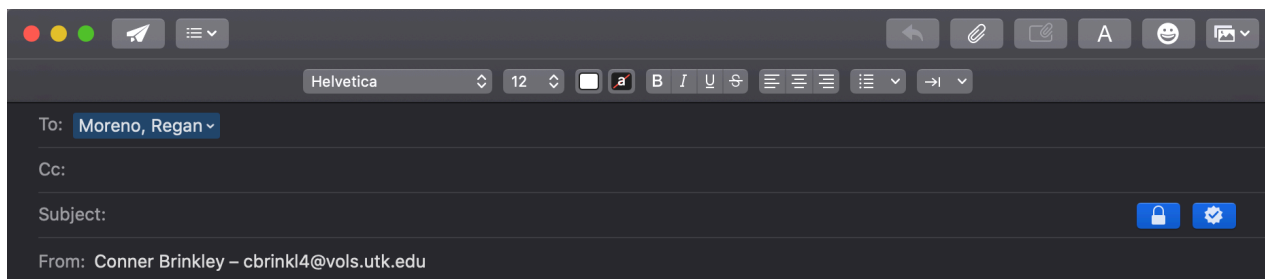 A
Helvetica 12 a B I U S
To: Moreno, Regan
Cc:
Subject:
From: Conner Brinkley – cbrinkl4@vols.utk.edu